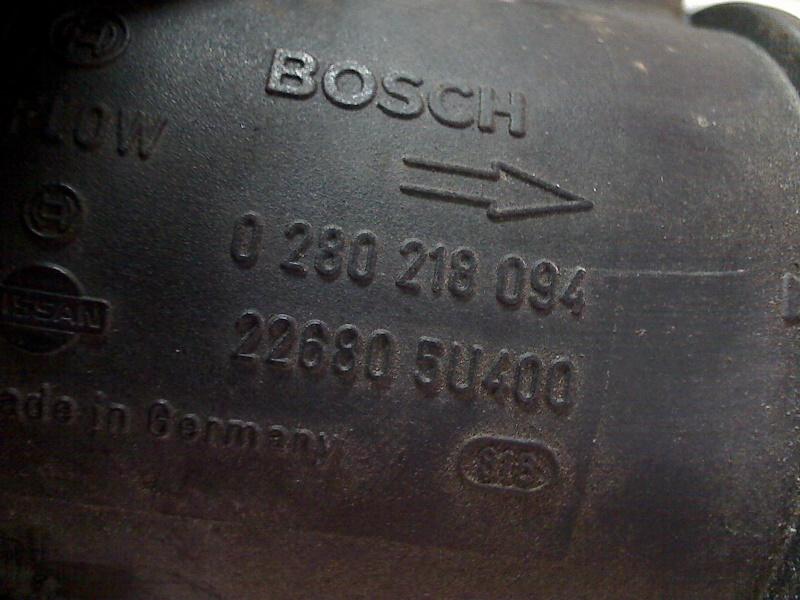 BOSCH
FLOW
0 280 218 094
NISSAN
22680 5U400
Made in Germany